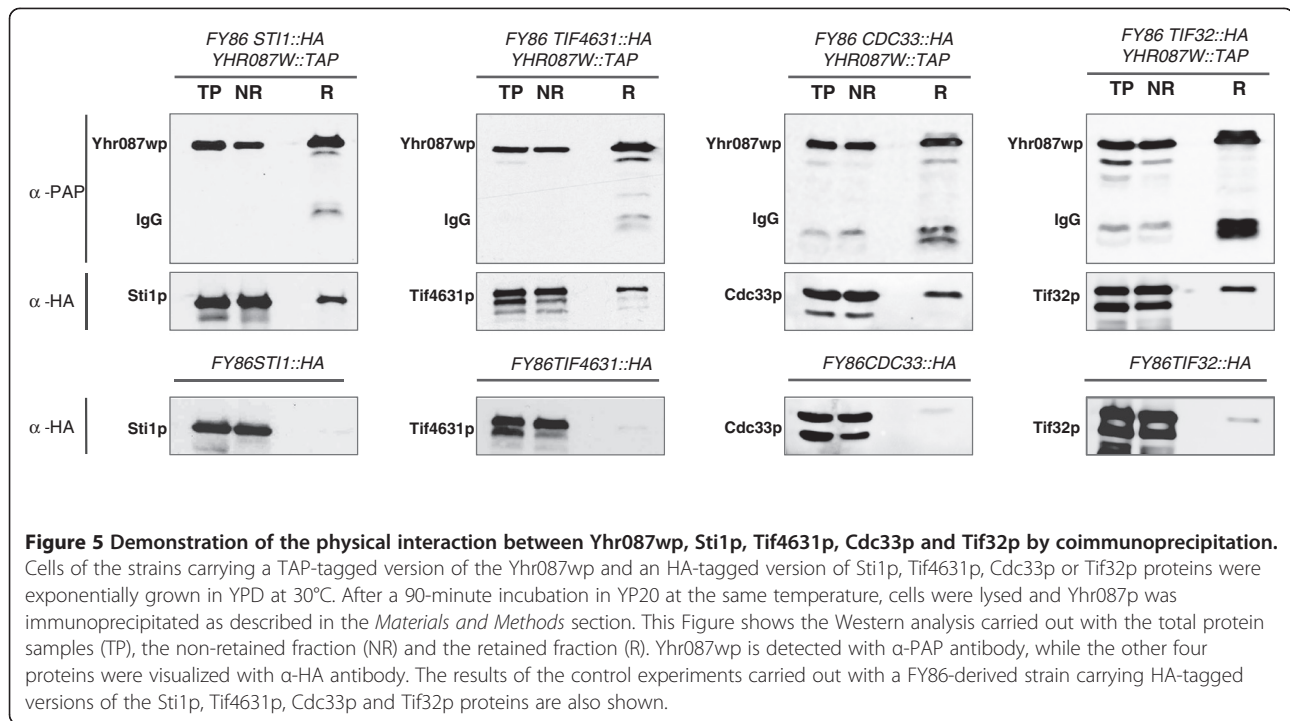 FY86 STI1::HA
YHR087W::TAP
FY86 TIF4631::HA
YHR087W::TAP
FY86 CDC33::HA
YHR087W::TAP
FY86 TIF32::HA
YHR087W::TAP
TP NR R
TP NR R
TP NR R
TP NR R
α -PAP
Yhr087wp
IgG
Yhr087wp
IgG
Yhr087wp
IgG
Yhr087wp
IgG
α -HA
Sti1p
Tif4631p
Cdc33p
Tif32p
FY86STI1::HA
FY86TIF4631::HA
FY86CDC33::HA
FY86TIF32::HA
α -HA
Sti1p
Tif4631p
Cdc33p
Tif32p
Figure 5 Demonstration of the physical interaction between Yhr087wp, Sti1p, Tif4631p, Cdc33p and Tif32p by coimmunoprecipitation.
Cells of the strains carrying a TAP-tagged version of the Yhr087wp and an HA-tagged version of Sti1p, Tif4631p, Cdc33p or Tif32p proteins were
exponentially grown in YPD at 30°C. After a 90-minute incubation in YP20 at the same temperature, cells were lysed and Yhr087p was
immunoprecipitated as described in the Materials and Methods section. This Figure shows the Western analysis carried out with the total protein
samples (TP), the non-retained fraction (NR) and the retained fraction (R). Yhr087wp is detected with α-PAP antibody, while the other four
proteins were visualized with α-HA antibody. The results of the control experiments carried out with a FY86-derived strain carrying HA-tagged
versions of the Sti1p, Tif4631p, Cdc33p and Tif32p proteins are also shown.